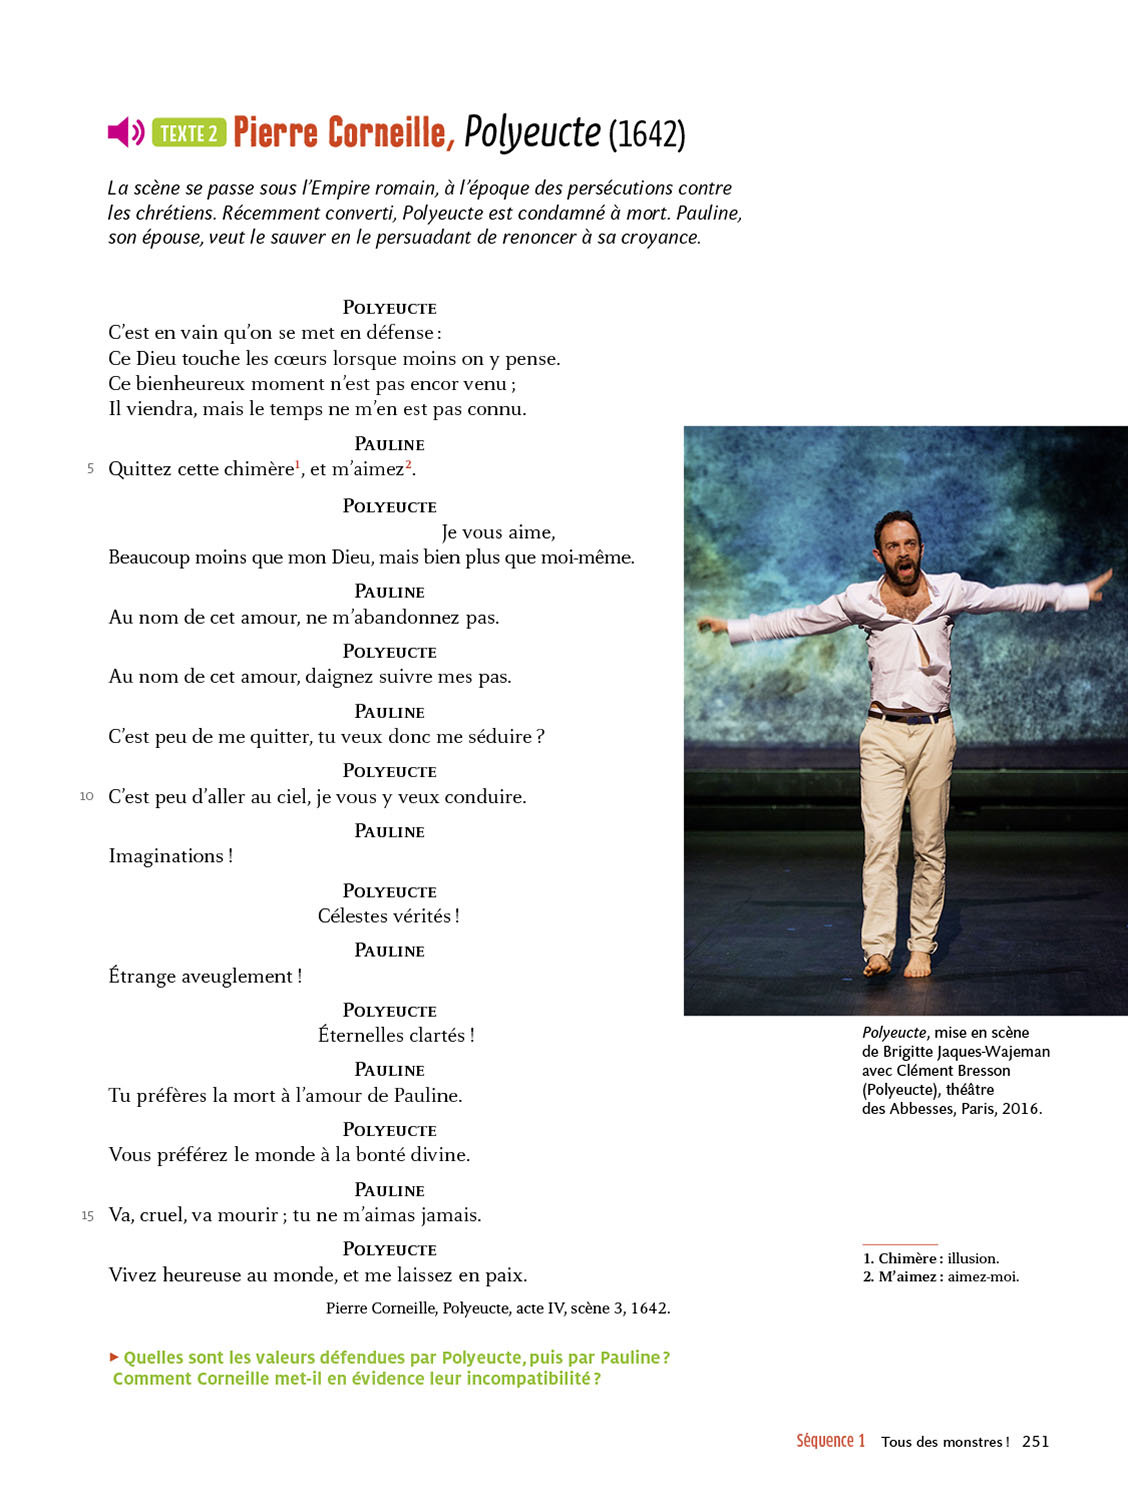 TEXTE 2 Pierre Corneille, Polyeucte (1642)
La scène se passe sous l'Empire romain, à l'époque des persécutions contre
les chrétiens. Récemment converti, Polyeucte est condamné à mort. Pauline,
son épouse, veut le sauver en le persuadant de renoncer à sa croyance.
Polyeucte
C'est en vain qu'on se met en défense :
Ce Dieu touche les cœurs lorsque moins on y pense.
Ce bienheureux moment n'est pas encor venu ;
Il viendra, mais le temps ne m'en est pas connu.
Pauline
5 Quittez cette chimère1, et m'aimez2.
Polyeucte
Je vous aime,
Beaucoup moins que mon Dieu, mais bien plus que moi-même.
Pauline
Au nom de cet amour, ne m'abandonnez pas.
Polyeucte
Au nom de cet amour, daignez suivre mes pas.
Pauline
C'est peu de me quitter, tu veux donc me séduire ?
Polyeucte
10 C'est peu d'aller au ciel, je vous y veux conduire.
Pauline
Imaginations !
Polyeucte
Célestes vérités !
Pauline
Étrange aveuglement !
Polyeucte
Éternelles clartés !
Pauline
Tu préfères la mort à l'amour de Pauline.
Polyeucte
Vous préférez le monde à la bonté divine.
Pauline
15 Va, cruel, va mourir ; tu ne m'aimas jamais.
Polyeucte
Vivez heureuse au monde, et me laissez en paix.
Pierre Corneille, Polyeucte, acte IV, scène 3, 1642.
Polyeucte, mise en scène
de Brigitte Jaques-Wajeman
avec Clément Bresson
(Polyeucte), théâtre
des Abbesses, Paris, 2016.
1. Chimère : illusion.
2. M'aimez : aimez-moi.
▸ Quelles sont les valeurs défendues par Polyeucte, puis par Pauline ?
Comment Corneille met-il en évidence leur incompatibilité ?
Séquence 1 Tous des monstres ! 251